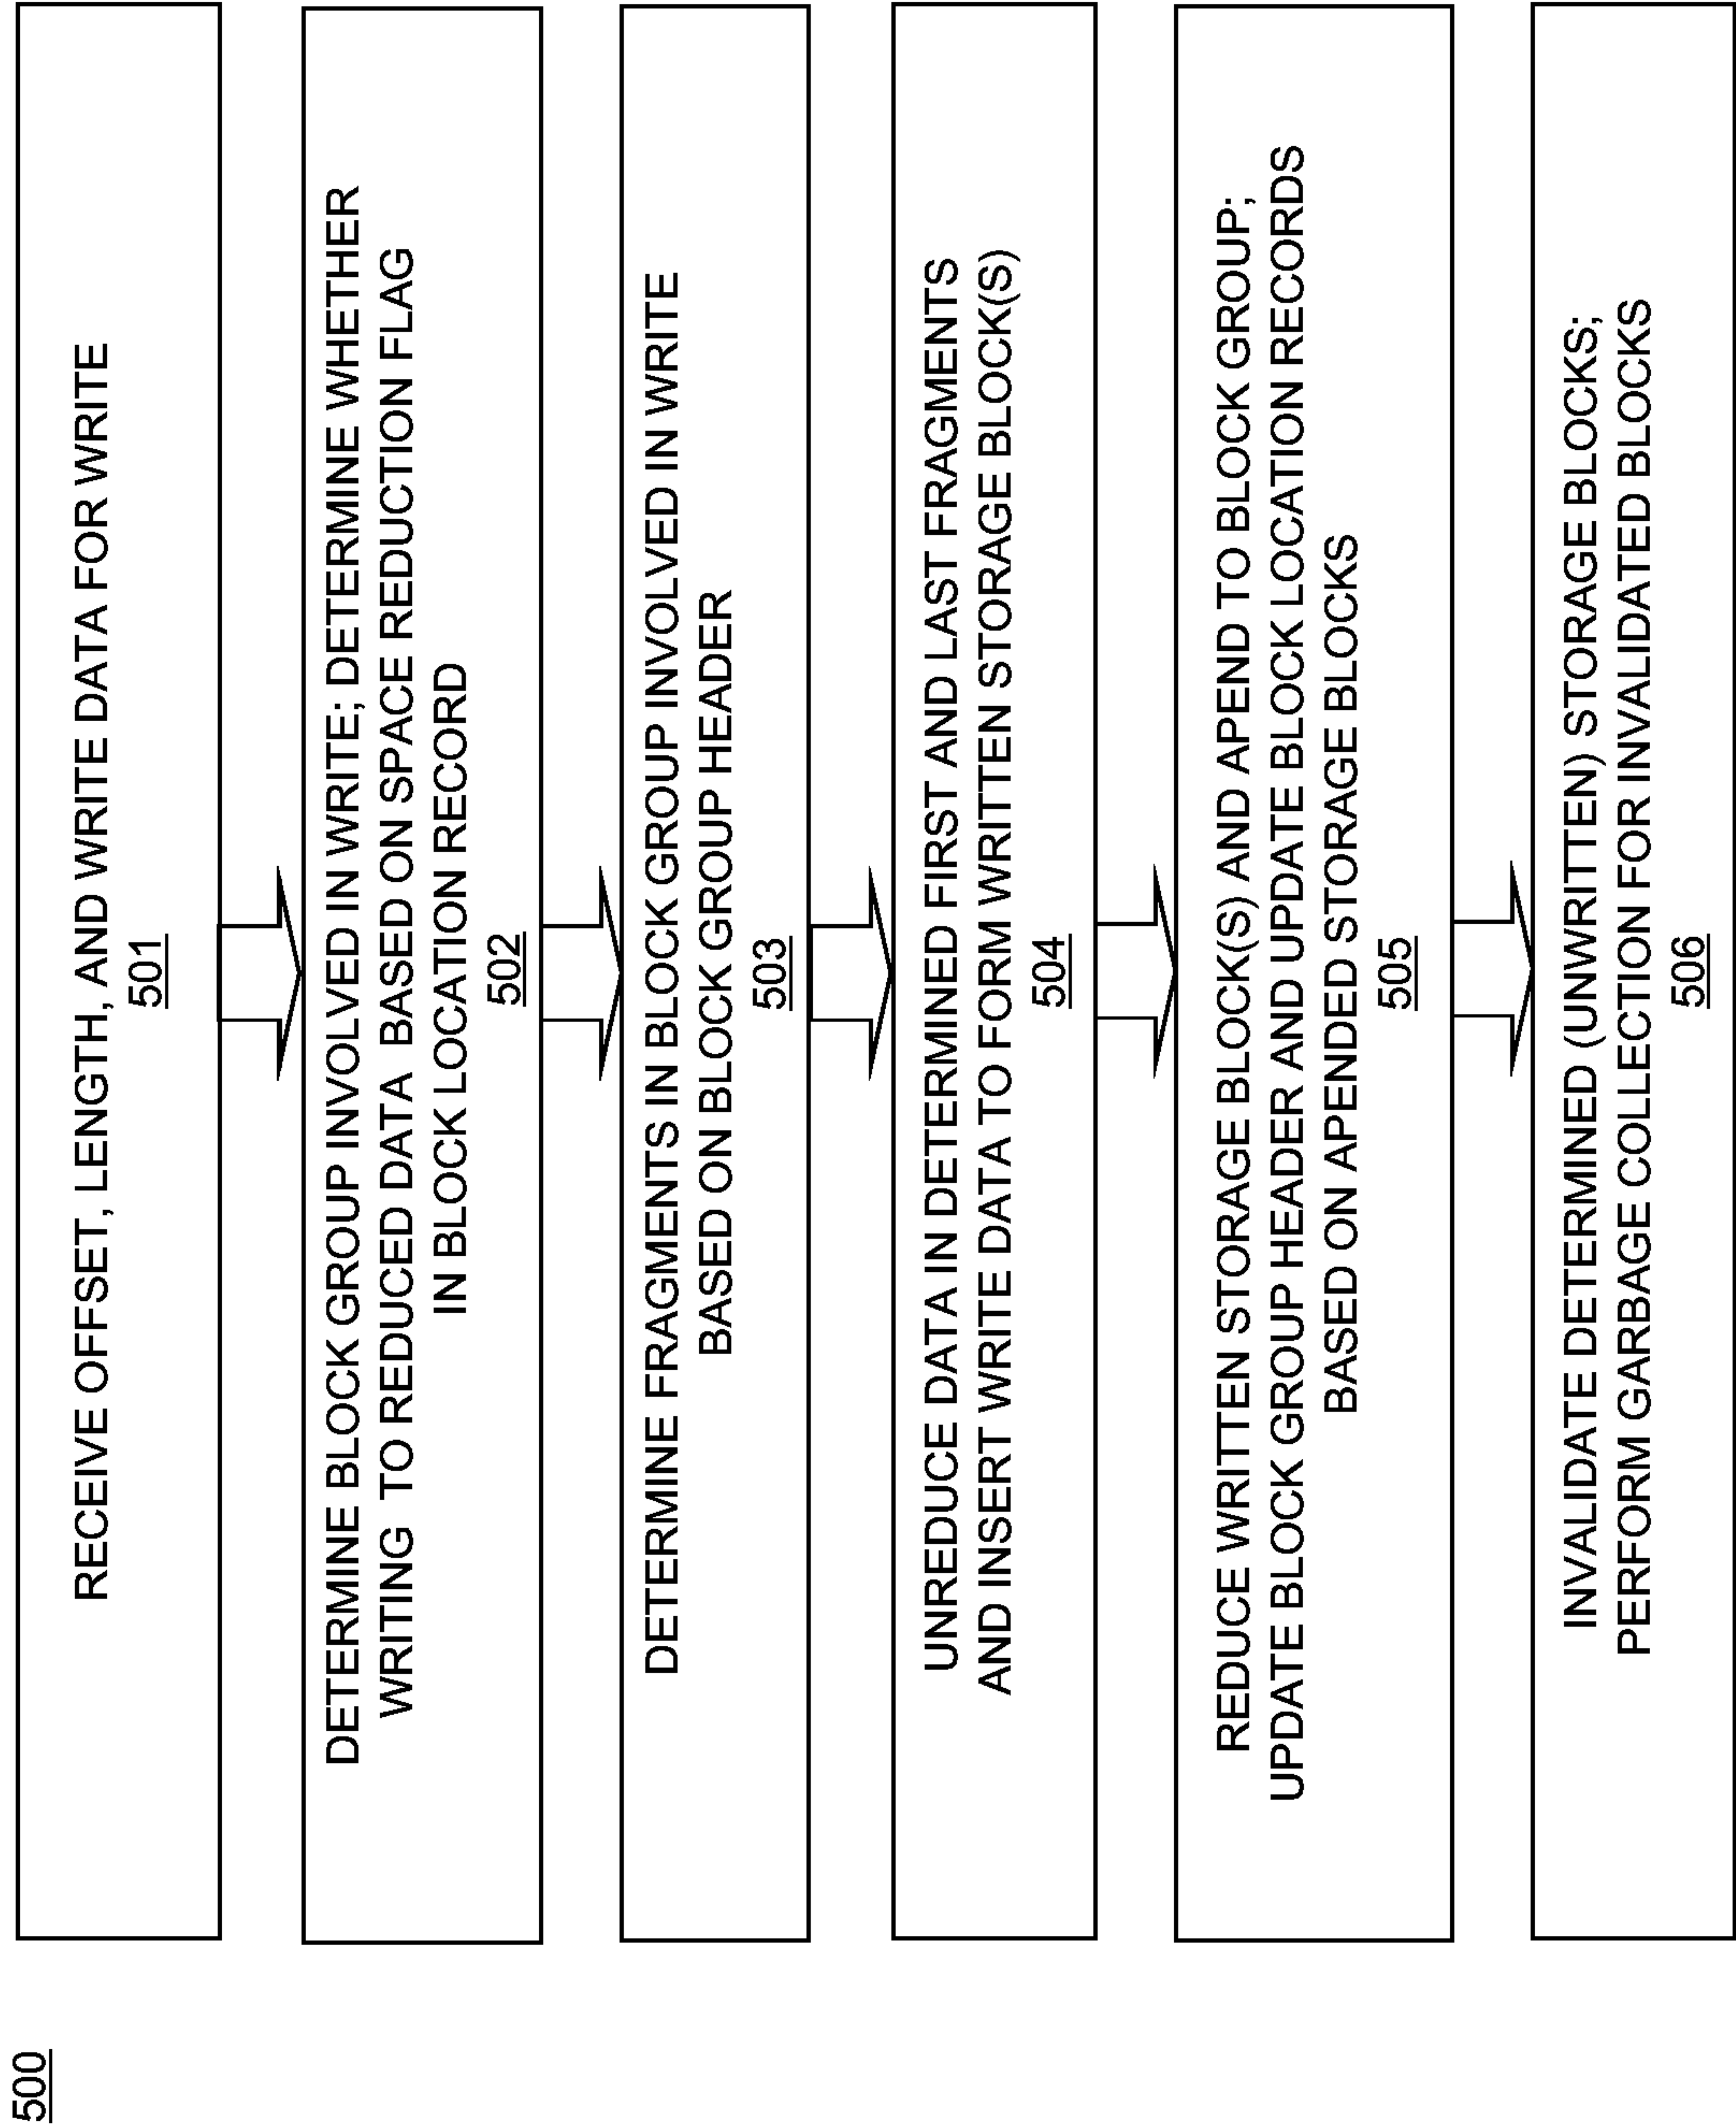 500
RECEIVE OFFSET, LENGTH, AND WRITE DATA FOR WRITE
501
DETERMINE BLOCK GROUP INVOLVED IN WRITE; DETERMINE WHETHER
WRITING TO REDUCED DATA BASED ON SPACE REDUCTION FLAG
IN BLOCK LOCATION RECORD
502
DETERMINE FRAGMENTS IN BLOCK GROUP INVOLVED IN WRITE
BASED ON BLOCK GROUP HEADER
503
UNREDUCE DATA IN DETERMINED FIRST AND LAST FRAGMENTS
AND INSERT WRITE DATA TO FORM WRITTEN STORAGE BLOCK(S)
504
REDUCE WRITTEN STORAGE BLOCK(S) AND APEND TO BLOCK GROUP;
UPDATE BLOCK GROUP HEADER AND UPDATE BLOCK LOCATION RECORDS
BASED ON APENDED STORAGE BLOCKS
505
INVALIDATE DETERMINED (UNWRITTEN) STORAGE BLOCKS;
PERFORM GARBAGE COLLECTION FOR INVALIDATED BLOCKS
506